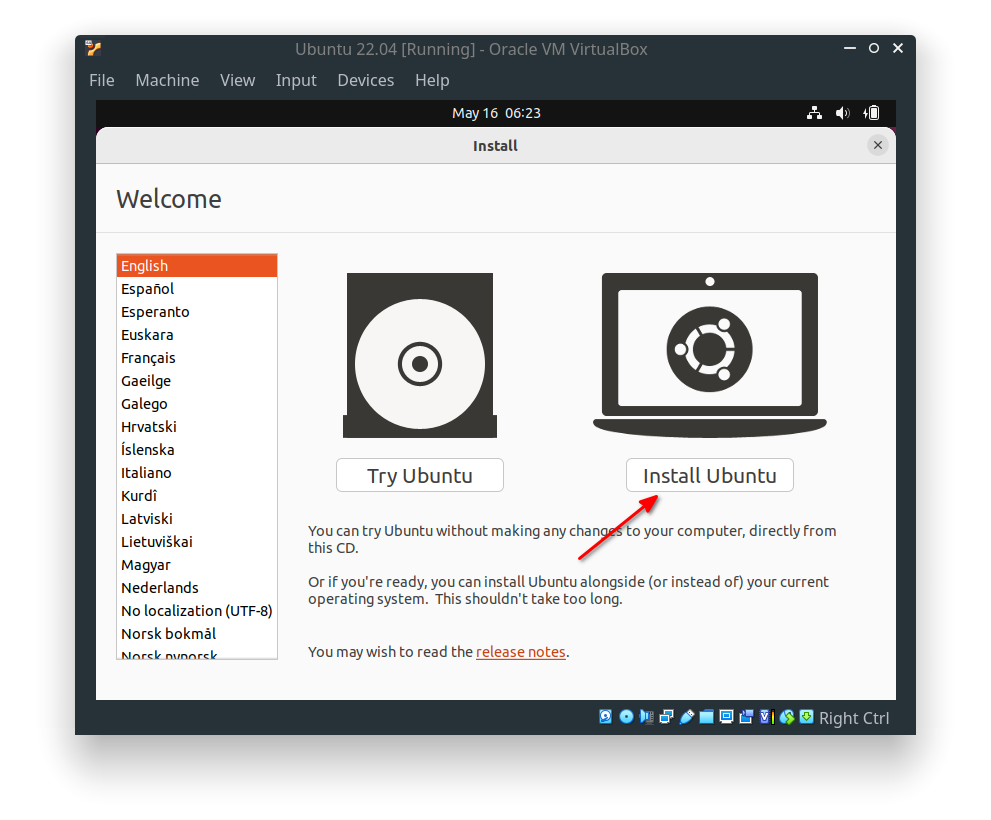 Ubuntu 22.04 [Running] - Oracle VM VirtualBox
File Machine View Input Devices Help
May 16 06:23
Install
Welcome
English
Español
Esperanto
Euskara
Français
Gaeilge
Galego
Hrvatski
Íslenska
Italiano
Kurdî
Latviski
Lietuviškai
Magyar
Nederlands
No localization (UTF-8)
Norsk bokmål
Norsk nynorsk
Try Ubuntu
Install Ubuntu
You can try Ubuntu without making any changes to your computer, directly from
this CD.
Or if you're ready, you can install Ubuntu alongside (or instead of) your current
operating system. This shouldn't take too long.
You may wish to read the release notes.
Right Ctrl